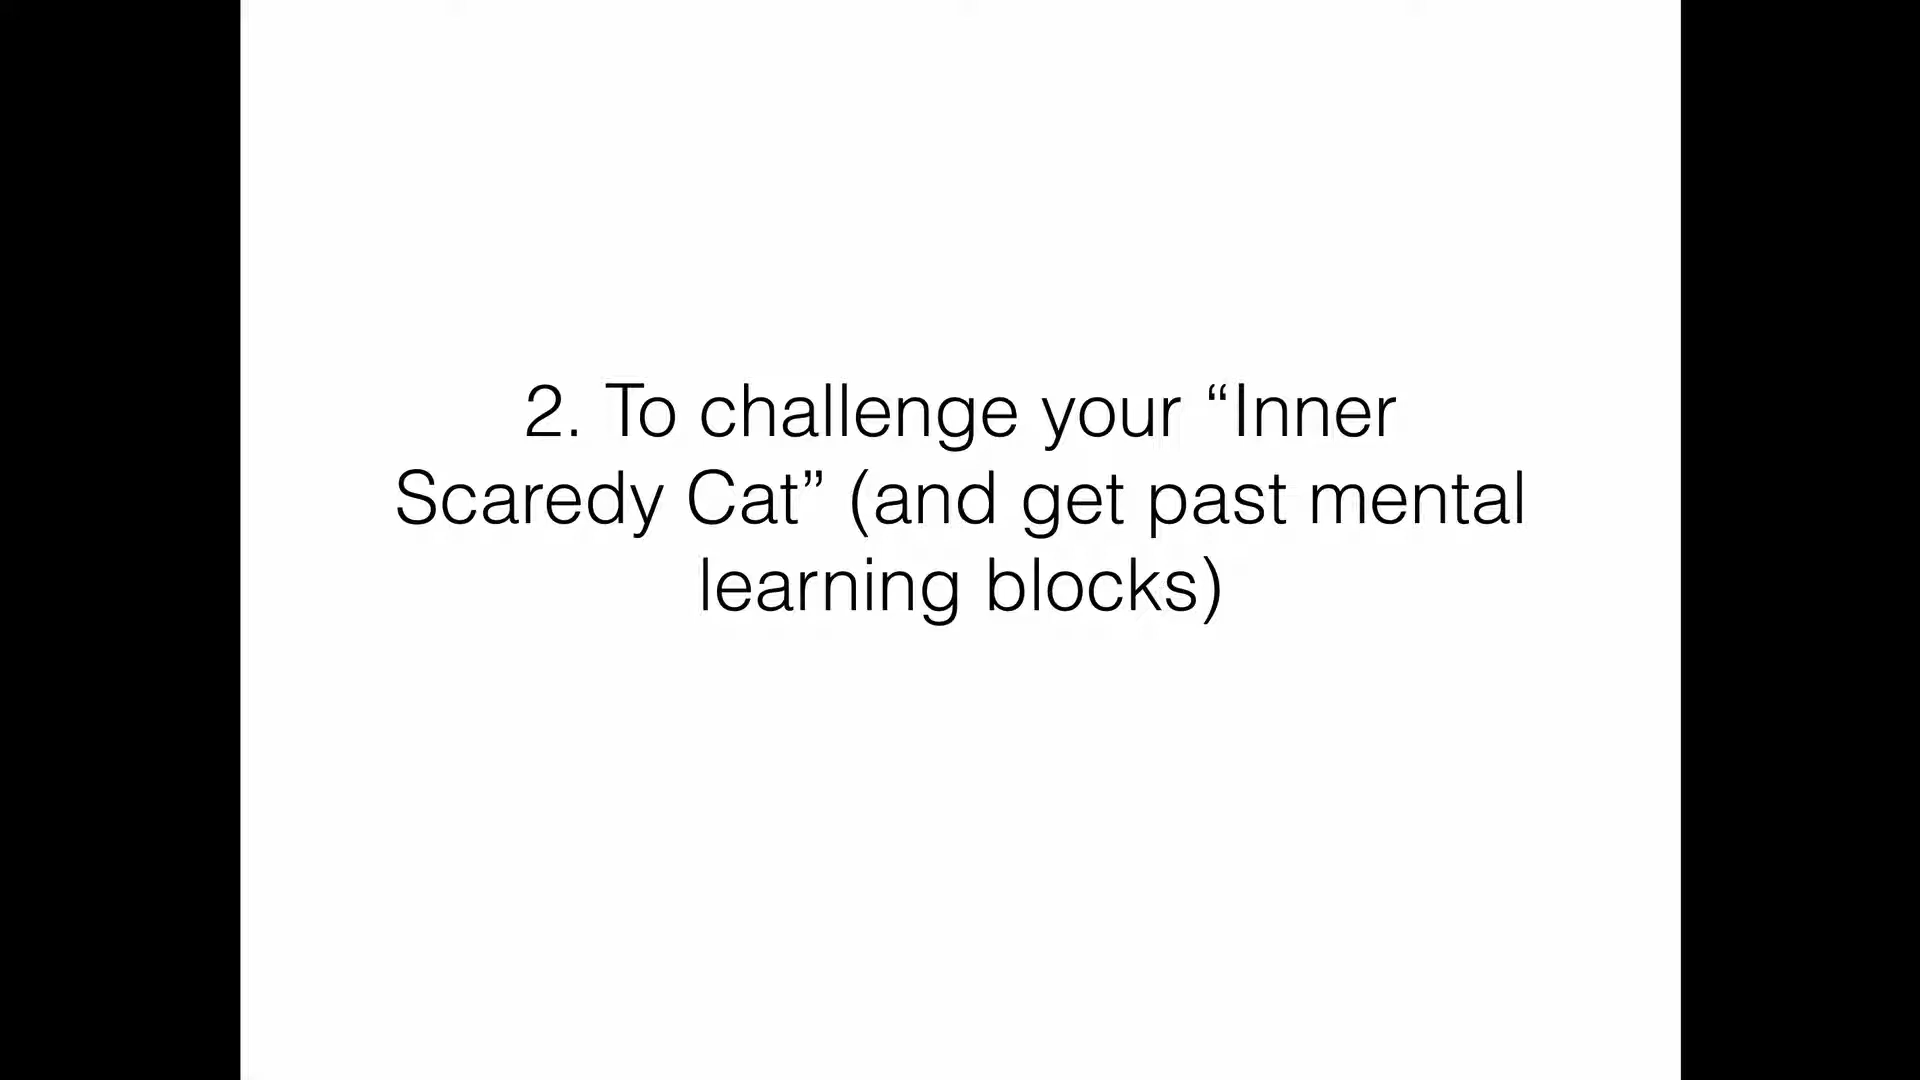 2. To challenge your “Inner
Scaredy Cat” (and get past mental
learning blocks)